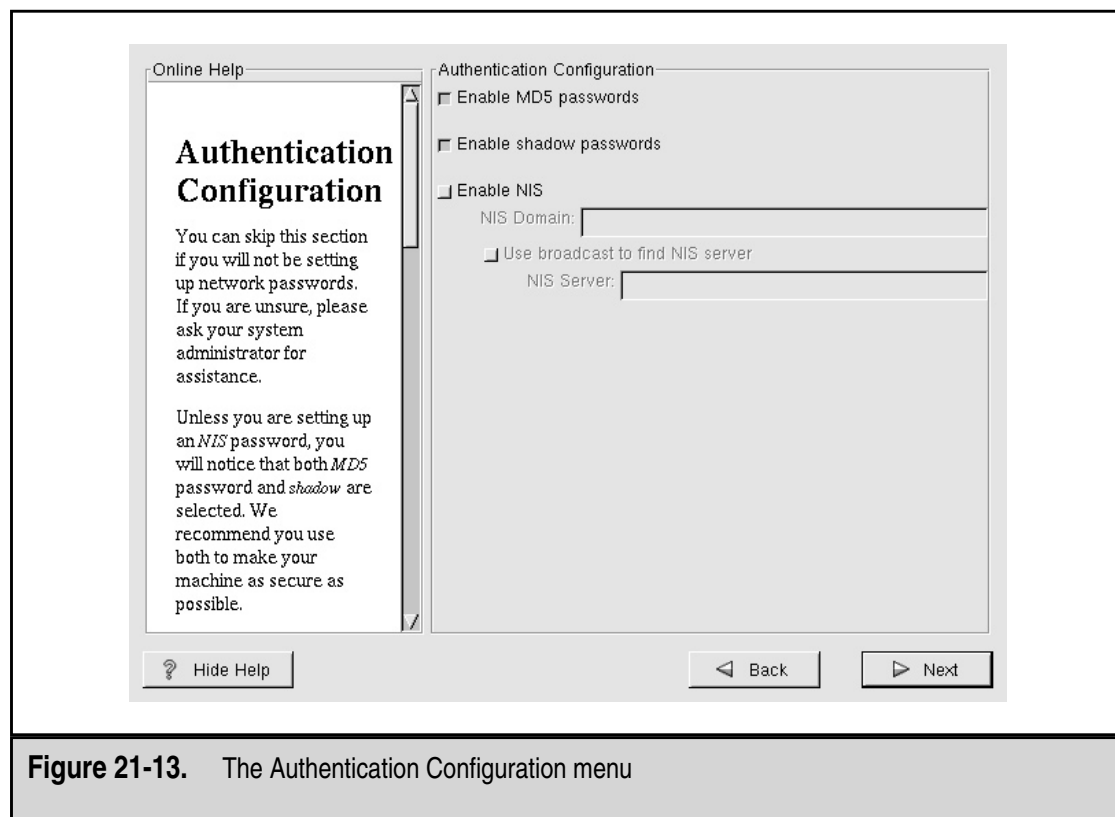 Online Help
Authentication
Configuration
You can skip this section
if you will not be setting
up network passwords.
If you are unsure, please
ask your system
administrator for
assistance.
Unless you are setting up
an NIS password, you
will notice that both MD5
password and shadow are
selected. We
recommend you use
both to make your
machine as secure as
possible.
Authentication Configuration
Enable MD5 passwords
Enable shadow passwords
Enable NIS
NIS Domain:
Use broadcast to find NIS server
NIS Server:
? Hide Help
Back
Next
Figure 21-13. The Authentication Configuration menu